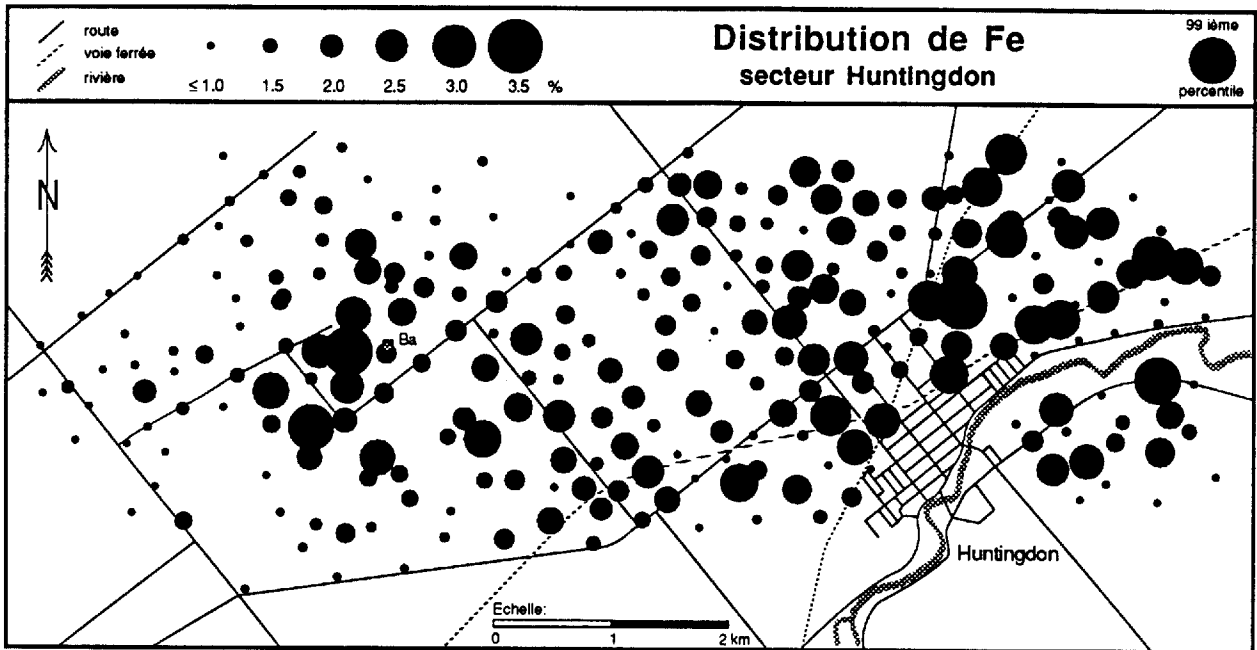 route
voie ferrée
rivière
≤ 1.0 1.5 2.0 2.5 3.0 3.5 %
Distribution de Fe
secteur Huntingdon
99 ième
percentile
N
Ba
Huntingdon
Echelle:
0 1 2 km